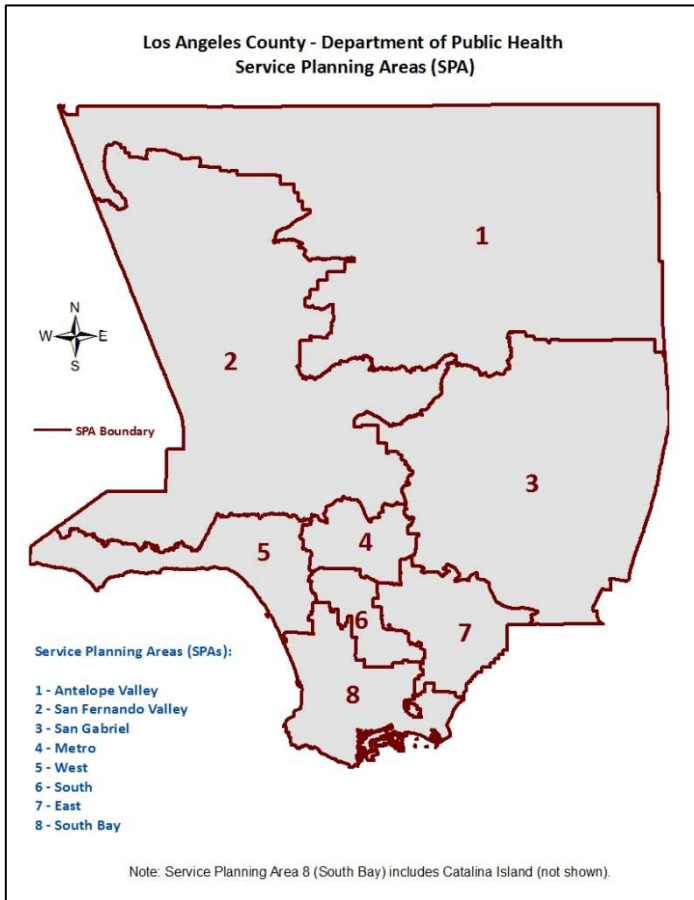 Los Angeles County - Department of Public Health
Service Planning Areas (SPA)
1
N
W E
S
2
SPA Boundary
3
4
5
6
7
Service Planning Areas (SPAs):
8
1 - Antelope Valley
2 - San Fernando Valley
3 - San Gabriel
4 - Metro
5 - West
6 - South
7 - East
8 - South Bay
Note: Service Planning Area 8 (South Bay) includes Catalina Island (not shown).